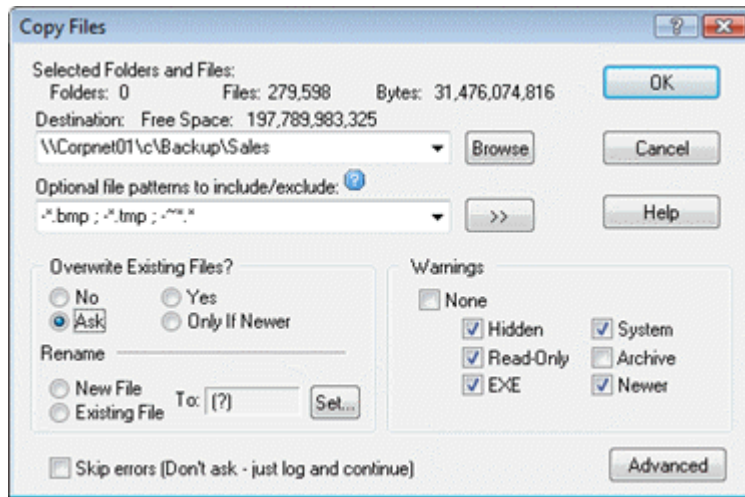 Copy Files
Selected Folders and Files:
Folders: 0 Files: 279,598 Bytes: 31,476,074,816
Destination: Free Space: 197,789,983,325
\\Corpnet01\c\Backup\Sales Browse
Optional file patterns to include/exclude:
-*.bmp ; -*.tmp ; -~*.* >>
OK
Cancel
Help
Overwrite Existing Files?
No Yes
Ask Only If Newer
Rename
New File
Existing File
To: (?) Set...
Warnings
None
Hidden System
Read-Only Archive
EXE Newer
Skip errors (Don't ask - just log and continue)
Advanced